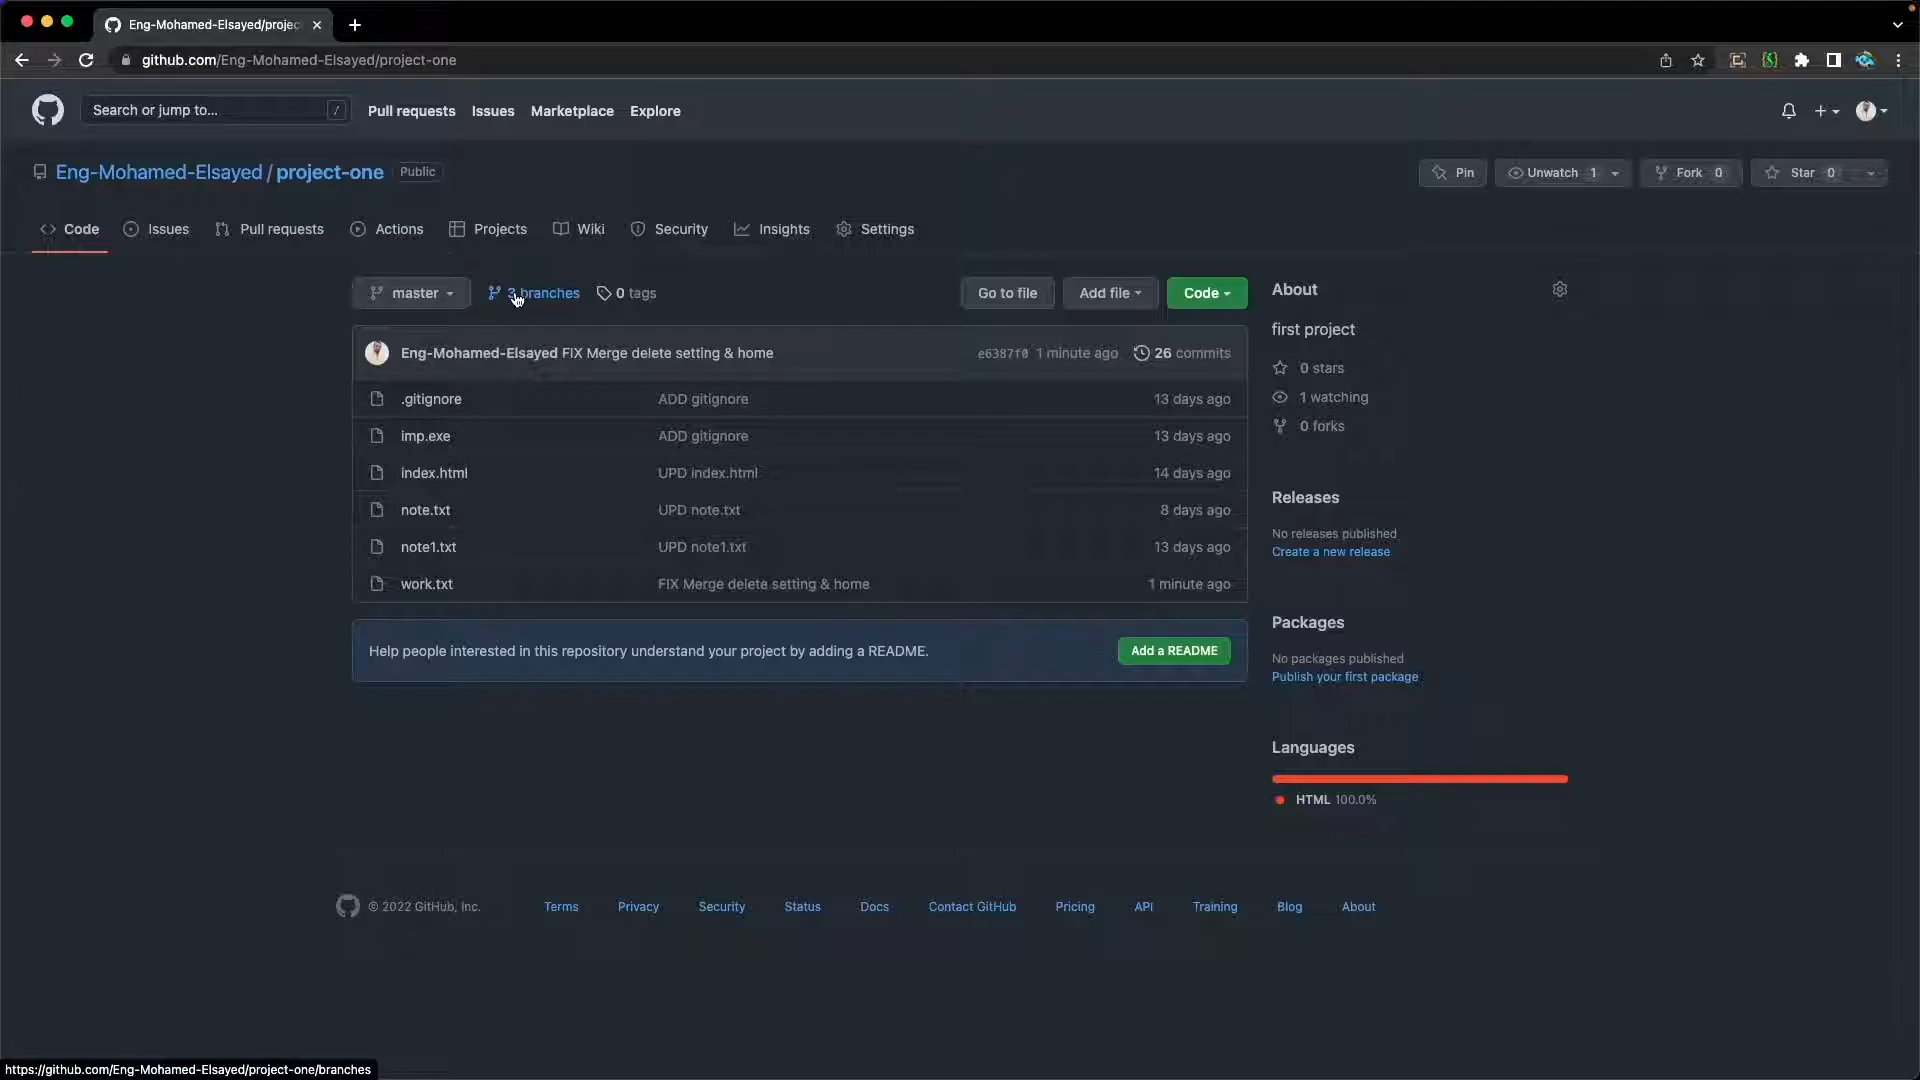 Eng-Mohamed-Elsayed/projec
github.com/Eng-Mohamed-Elsayed/project-one
Search or jump to... /
Pull requests Issues Marketplace Explore
Eng-Mohamed-Elsayed / project-one Public
Pin Unwatch 1 Fork 0 Star 0
Code Issues Pull requests Actions Projects Wiki Security Insights Settings
master 3 branches 0 tags Go to file Add file Code
Eng-Mohamed-Elsayed FIX Merge delete setting & home e6387f0 1 minute ago 26 commits
.gitignore ADD gitignore 13 days ago
imp.exe ADD gitignore 13 days ago
index.html UPD index.html 14 days ago
note.txt UPD note.txt 8 days ago
note1.txt UPD note1.txt 13 days ago
work.txt FIX Merge delete setting & home 1 minute ago
Help people interested in this repository understand your project by adding a README. Add a README
About
first project
0 stars
1 watching
0 forks
Releases
No releases published
Create a new release
Packages
No packages published
Publish your first package
Languages
HTML 100.0%
© 2022 GitHub, Inc. Terms Privacy Security Status Docs Contact GitHub Pricing API Training Blog About
https://github.com/Eng-Mohamed-Elsayed/project-one/branches